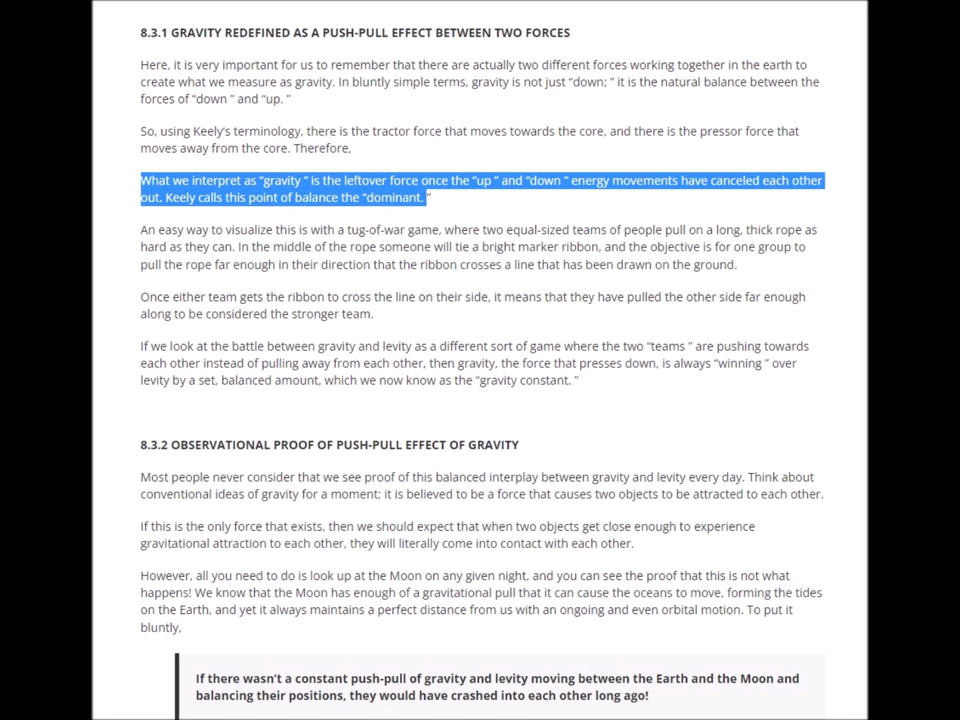 8.3.1 GRAVITY REDEFINED AS A PUSH-PULL EFFECT BETWEEN TWO FORCES
Here, it is very important for us to remember that there are actually two different forces working together in the earth to
create what we measure as gravity. In bluntly simple terms, gravity is not just “down; ” it is the natural balance between the
forces of “down ” and “up. ”
So, using Keely’s terminology, there is the tractor force that moves towards the core, and there is the pressor force that
moves away from the core. Therefore,
What we interpret as “gravity ” is the leftover force once the “up ” and “down ” energy movements have canceled each other
out. Keely calls this point of balance the “dominant. ”
An easy way to visualize this is with a tug-of-war game, where two equal-sized teams of people pull on a long, thick rope as
hard as they can. In the middle of the rope someone will tie a bright marker ribbon, and the objective is for one group to
pull the rope far enough in their direction that the ribbon crosses a line that has been drawn on the ground.
Once either team gets the ribbon to cross the line on their side, it means that they have pulled the other side far enough
along to be considered the stronger team.
If we look at the battle between gravity and levity as a different sort of game where the two “teams ” are pushing towards
each other instead of pulling away from each other, then gravity, the force that presses down, is always “winning ” over
levity by a set, balanced amount, which we now know as the “gravity constant. ”
8.3.2 OBSERVATIONAL PROOF OF PUSH-PULL EFFECT OF GRAVITY
Most people never consider that we see proof of this balanced interplay between gravity and levity every day. Think about
conventional ideas of gravity for a moment; it is believed to be a force that causes two objects to be attracted to each other.
If this is the only force that exists, then we should expect that when two objects get close enough to experience
gravitational attraction to each other, they will literally come into contact with each other.
However, all you need to do is look up at the Moon on any given night, and you can see the proof that this is not what
happens! We know that the Moon has enough of a gravitational pull that it can cause the oceans to move, forming the tides
on the Earth, and yet it always maintains a perfect distance from us with an ongoing and even orbital motion. To put it
bluntly,
If there wasn’t a constant push-pull of gravity and levity moving between the Earth and the Moon and
balancing their positions, they would have crashed into each other long ago!